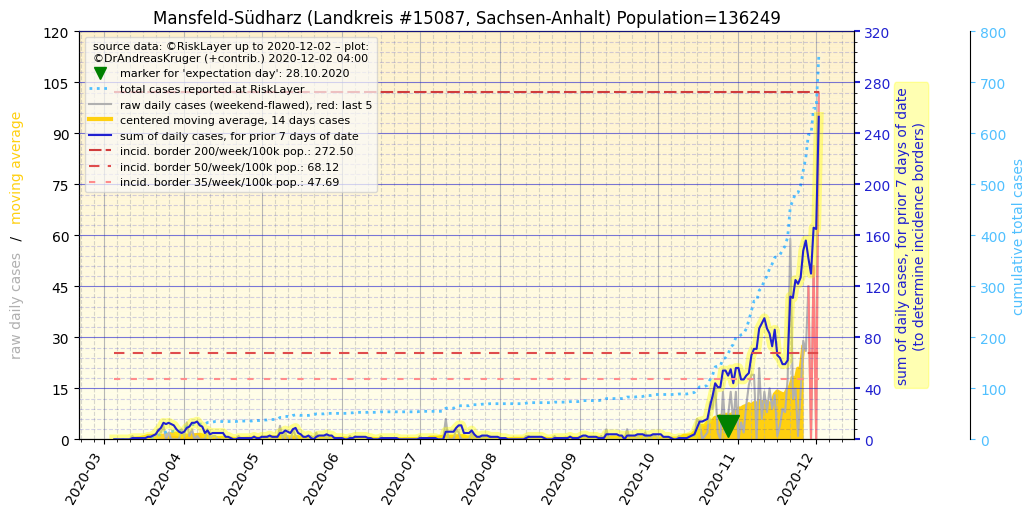 Mansfeld-Südharz (Landkreis #15087, Sachsen-Anhalt) Population=136249
source data: ©RiskLayer up to 2020-12-02 – plot:
©DrAndreasKruger (+contrib.) 2020-12-02 04:00
marker for 'expectation day': 28.10.2020
total cases reported at RiskLayer
raw daily cases (weekend-flawed), red: last 5
centered moving average, 14 days cases
sum of daily cases, for prior 7 days of date
incid. border 200/week/100k pop.: 272.50
incid. border 50/week/100k pop.: 68.12
incid. border 35/week/100k pop.: 47.69
raw daily cases / moving average
120
105
90
75
60
45
30
15
0
2020-03
2020-04
2020-05
2020-06
2020-07
2020-08
2020-09
2020-10
2020-11
2020-12
320
280
240
200
160
120
80
40
0
sum of daily cases, for prior 7 days of date
(to determine incidence borders)
800
700
600
500
400
300
200
100
0
cumulative total cases